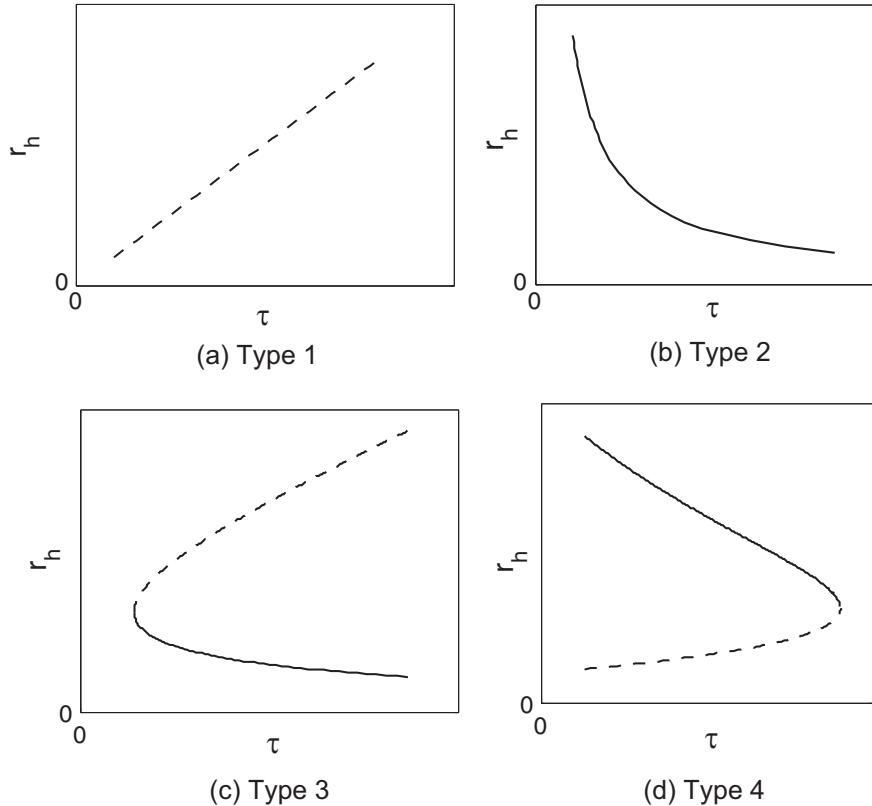 r_h
0
0
τ
(a) Type 1
r_h
0
0
τ
(b) Type 2
r_h
0
0
τ
(c) Type 3
r_h
0
0
τ
(d) Type 4